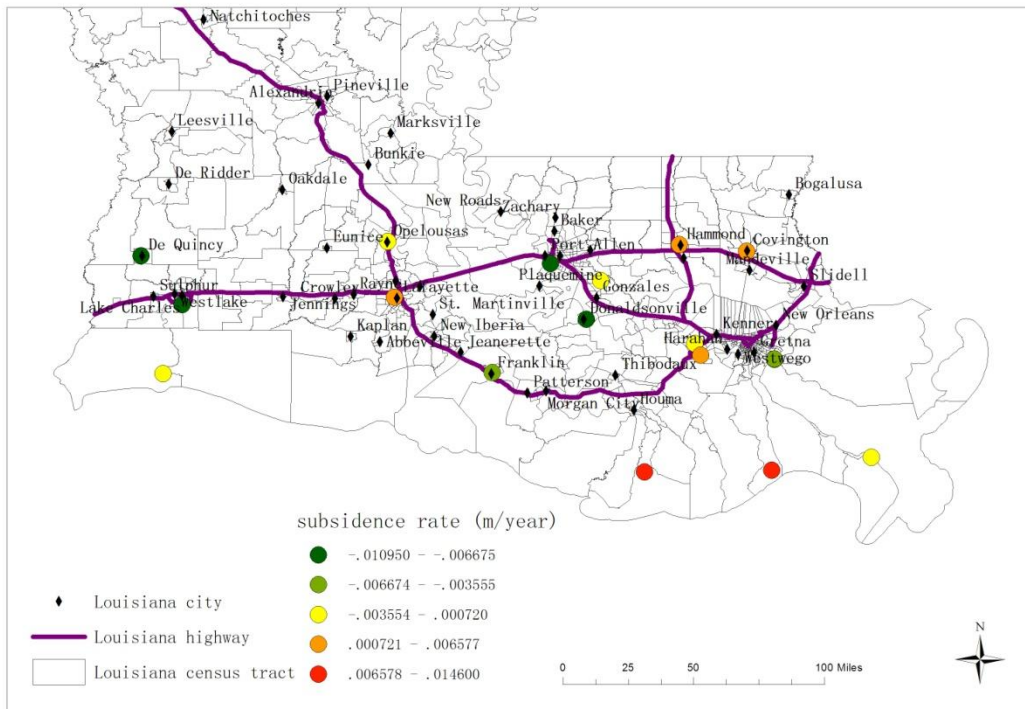 Natchitoches
Pineville
Alexandria
Leesville
Marksville
Bunkie
De Ridder
Oakdale
Bogalusa
New Roads
Zachary
Baker
Opelousas
Eunice
De Quincy
Port Allen
Hammond
Covington
Mandeville
Plaquemine
Slidell
Sulphur
Crowley
Rayne
Lafayette
Gonzales
Westlake
Lake Charles
Jennings
St. Martinville
Donaldsonville
New Orleans
Kenner
Kaplan
New Iberia
Abbeville
Jeanerette
Harahan
Gretna
Westwego
Franklin
Thibodaux
Patterson
Morgan City
Houma
subsidence rate (m/year)
-.010950 - -.006675
-.006674 - -.003555
-.003554 - .000720
.000721 - .006577
.006578 - .014600
Louisiana city
Louisiana highway
Louisiana census tract
N
0 25 50 100 Miles